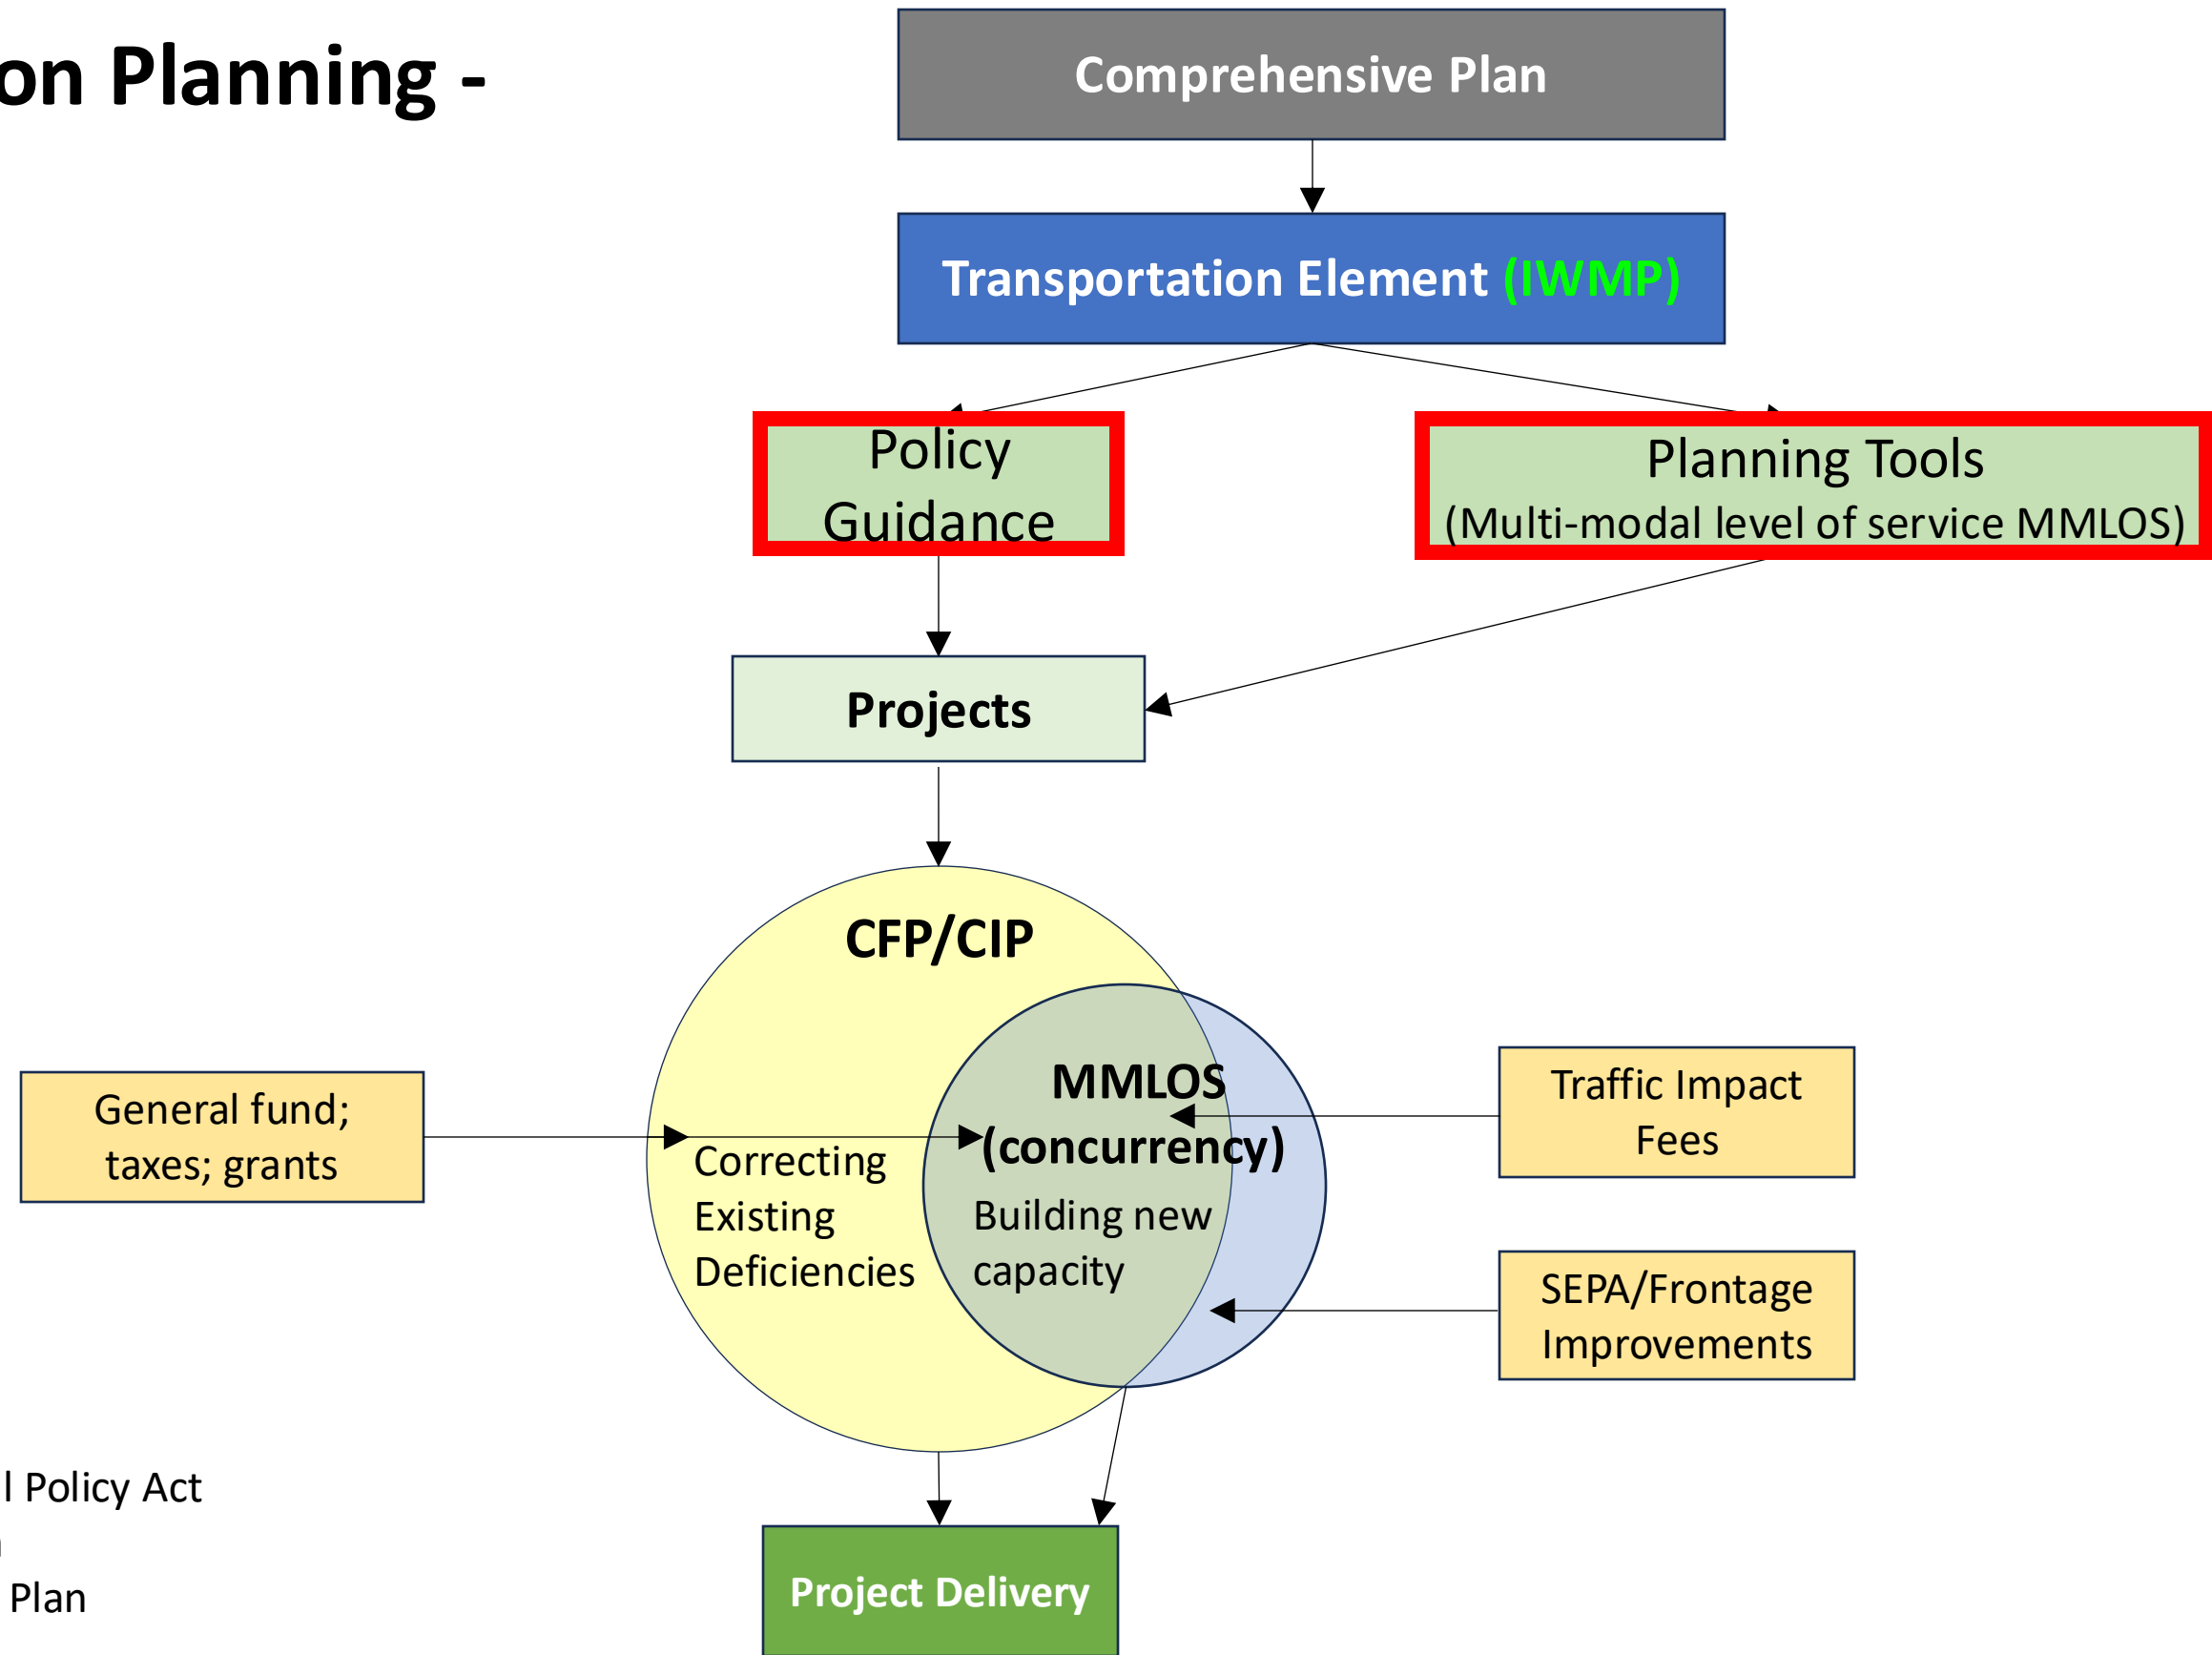 on Planning -
Comprehensive Plan
Transportation Element (IWMP)
Policy
Guidance
Planning Tools
(Multi-modal level of service MMLOS)
Projects
CFP/CIP
MMLOS
(concurrency)
General fund;
taxes; grants
Correcting
Existing
Deficiencies
Building new
capacity
Traffic Impact
Fees
SEPA/Frontage
Improvements
l Policy Act
Plan
Project Delivery